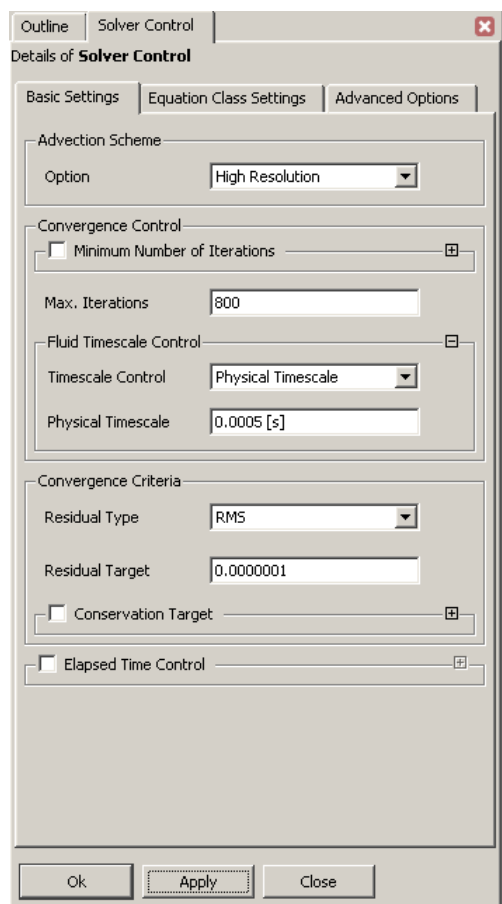 Outline Solver Control
Details of Solver Control
Basic Settings Equation Class Settings Advanced Options
Advection Scheme
Option High Resolution
Convergence Control
Minimum Number of Iterations
Max. Iterations 800
Fluid Timescale Control
Timescale Control Physical Timescale
Physical Timescale 0.0005 [s]
Convergence Criteria
Residual Type RMS
Residual Target 0.0000001
Conservation Target
Elapsed Time Control
Ok Apply Close